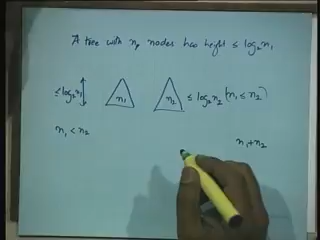 A tree with n₁ nodes has height ≤ log₂n₁
≤ log₂n₁ n₁ n₂ ≤ log₂n₂ (n₁ ≤ n₂)
n₁ < n₂
n₁+n₂